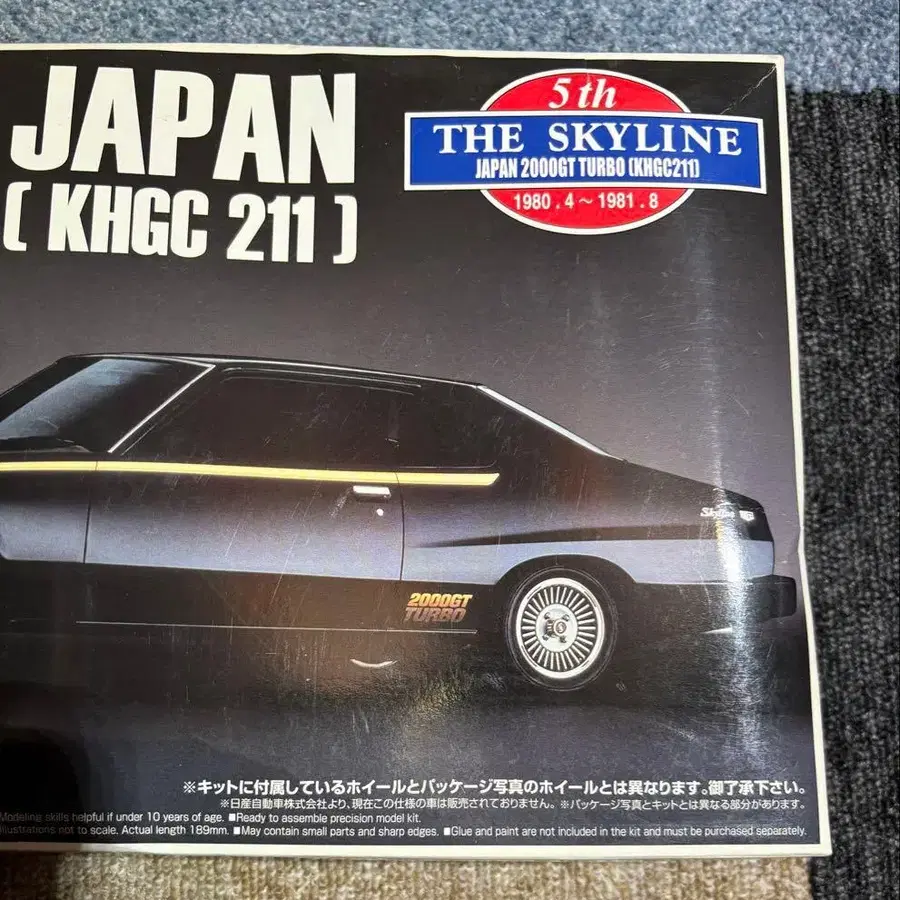 JAPAN
( KHGC 211 )
5th
THE SKYLINE
JAPAN 2000GT TURBO (KHGC211)
1980.4～1981.8
Skyline
2000GT
TURBO
※キットに付属しているホイールとパッケージ写真のホイールとは異なります。御了承下さい。
※日産自動車株式会社より、現在この仕様の車は販売されておりません。※パッケージ写真とキットとは異なる部分があります。
Modeling skills helpful if under 10 years of age. ■Ready to assemble precision model kit.
Illustrations not to scale. Actual length 189mm. ■May contain small parts and sharp edges. ■Glue and paint are not included in the kit and must be purchased separately.